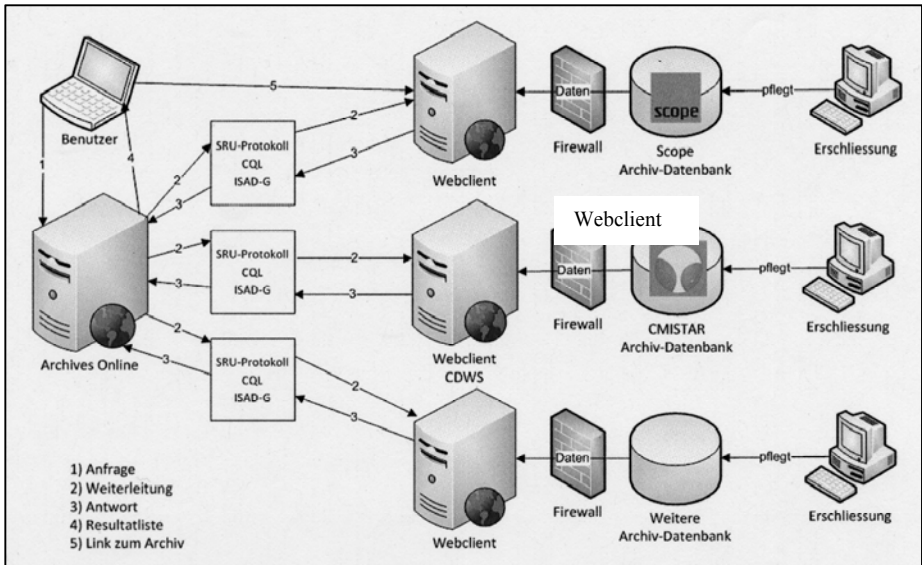 Benutzer
1
4
5
SRU-Protokoll
CQL
ISAD-G
2
3
2
3
Webclient
Daten
Firewall
scope
Scope
Archiv-Datenbank
pflegt
Erschliessung
Archives Online
2
3
SRU-Protokoll
CQL
ISAD-G
2
3
Webclient
CDWS
Webclient
Daten
Firewall
CMISTAR
Archiv-Datenbank
pflegt
Erschliessung
2
3
SRU-Protokoll
CQL
ISAD-G
2
3
Webclient
Daten
Firewall
Weitere
Archiv-Datenbank
pflegt
Erschliessung
1) Anfrage
2) Weiterleitung
3) Antwort
4) Resultatliste
5) Link zum Archiv